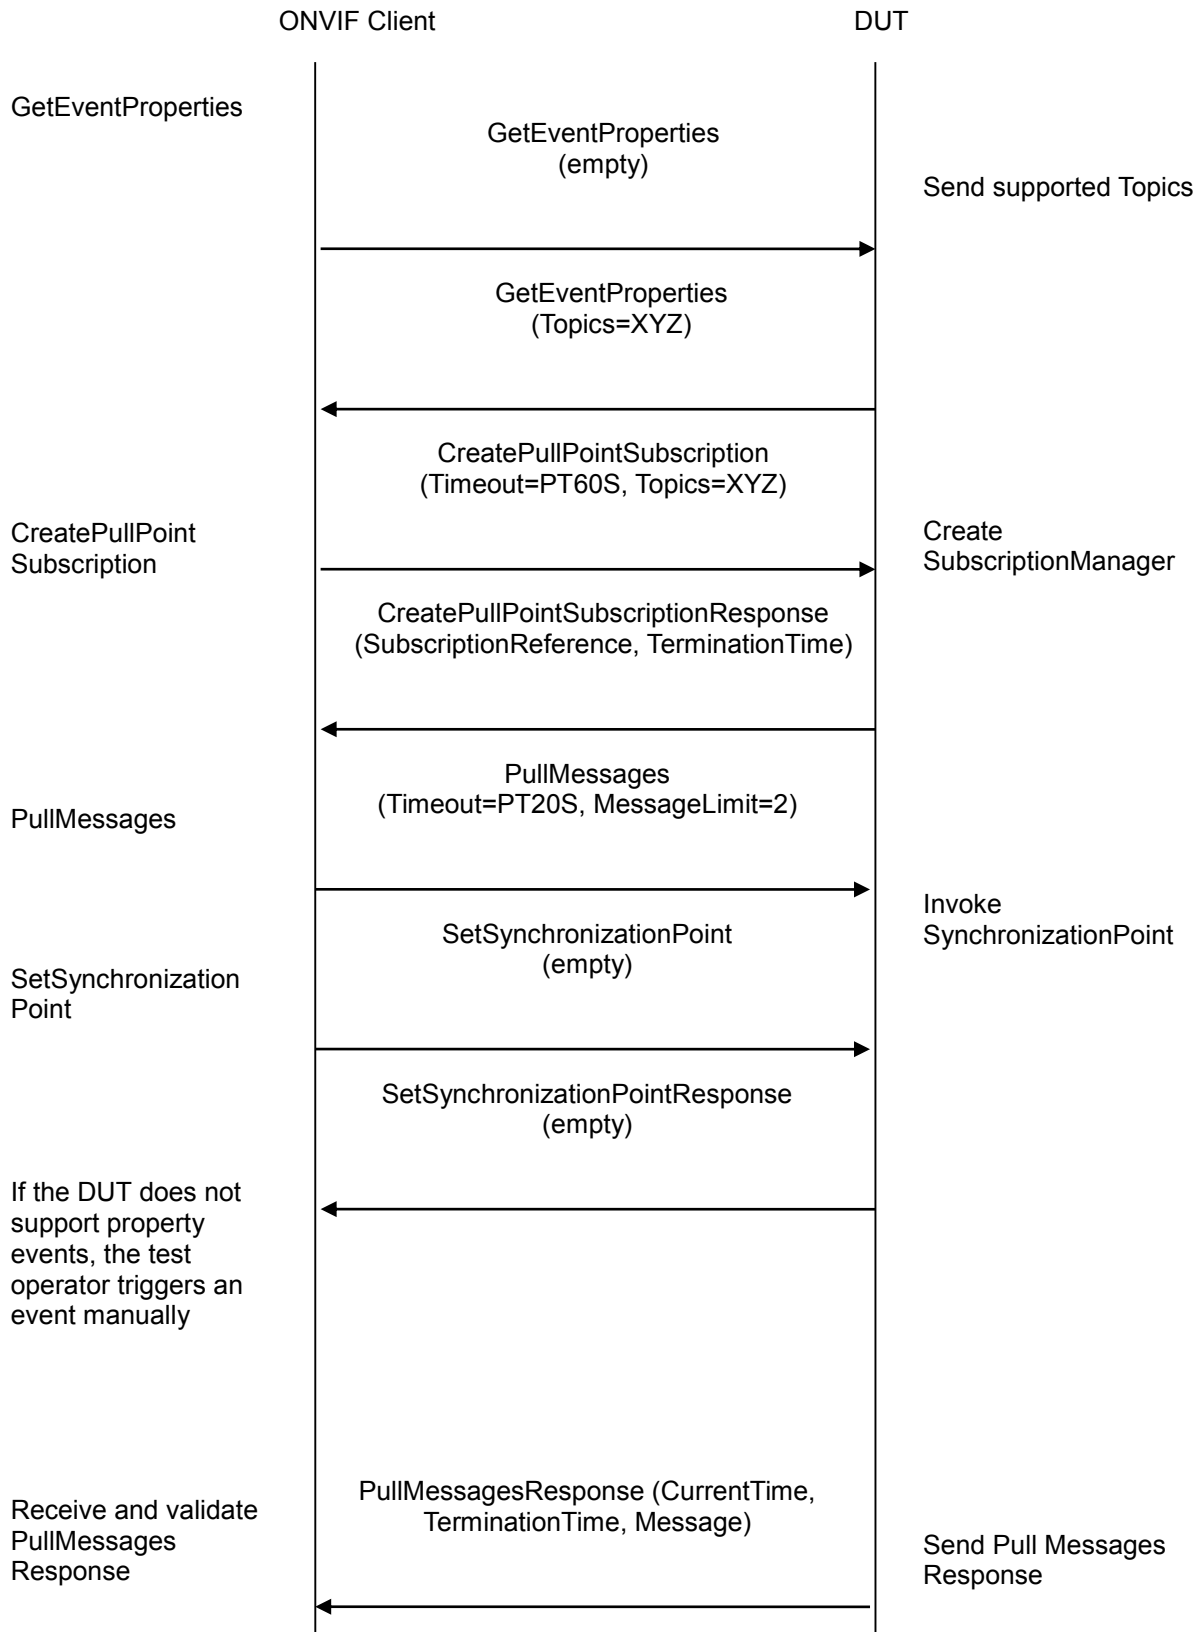 ONVIF Client
DUT
GetEventProperties
GetEventProperties
(empty)
Send supported Topics
GetEventProperties
(Topics=XYZ)
CreatePullPointSubscription
(Timeout=PT60S, Topics=XYZ)
CreatePullPoint
Subscription
Create
SubscriptionManager
CreatePullPointSubscriptionResponse
(SubscriptionReference, TerminationTime)
PullMessages
(Timeout=PT20S, MessageLimit=2)
PullMessages
Invoke
SynchronizationPoint
SetSynchronizationPoint
(empty)
SetSynchronization
Point
SetSynchronizationPointResponse
(empty)
If the DUT does not
support property
events, the test
operator triggers an
event manually
PullMessagesResponse (CurrentTime,
TerminationTime, Message)
Receive and validate
PullMessages
Response
Send Pull Messages
Response